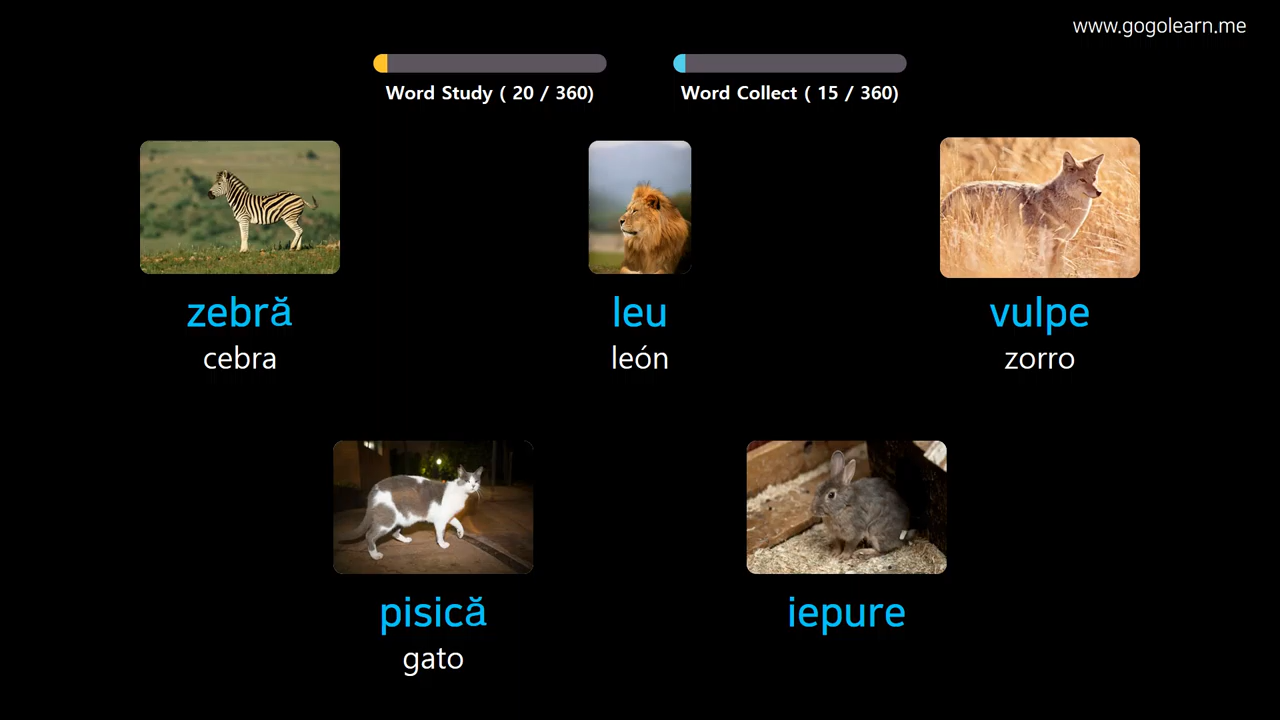 www.gogolearn.me
Word Study ( 20 / 360)
Word Collect ( 15 / 360)
zebră
cebra
leu
león
vulpe
zorro
pisică
gato
iepure